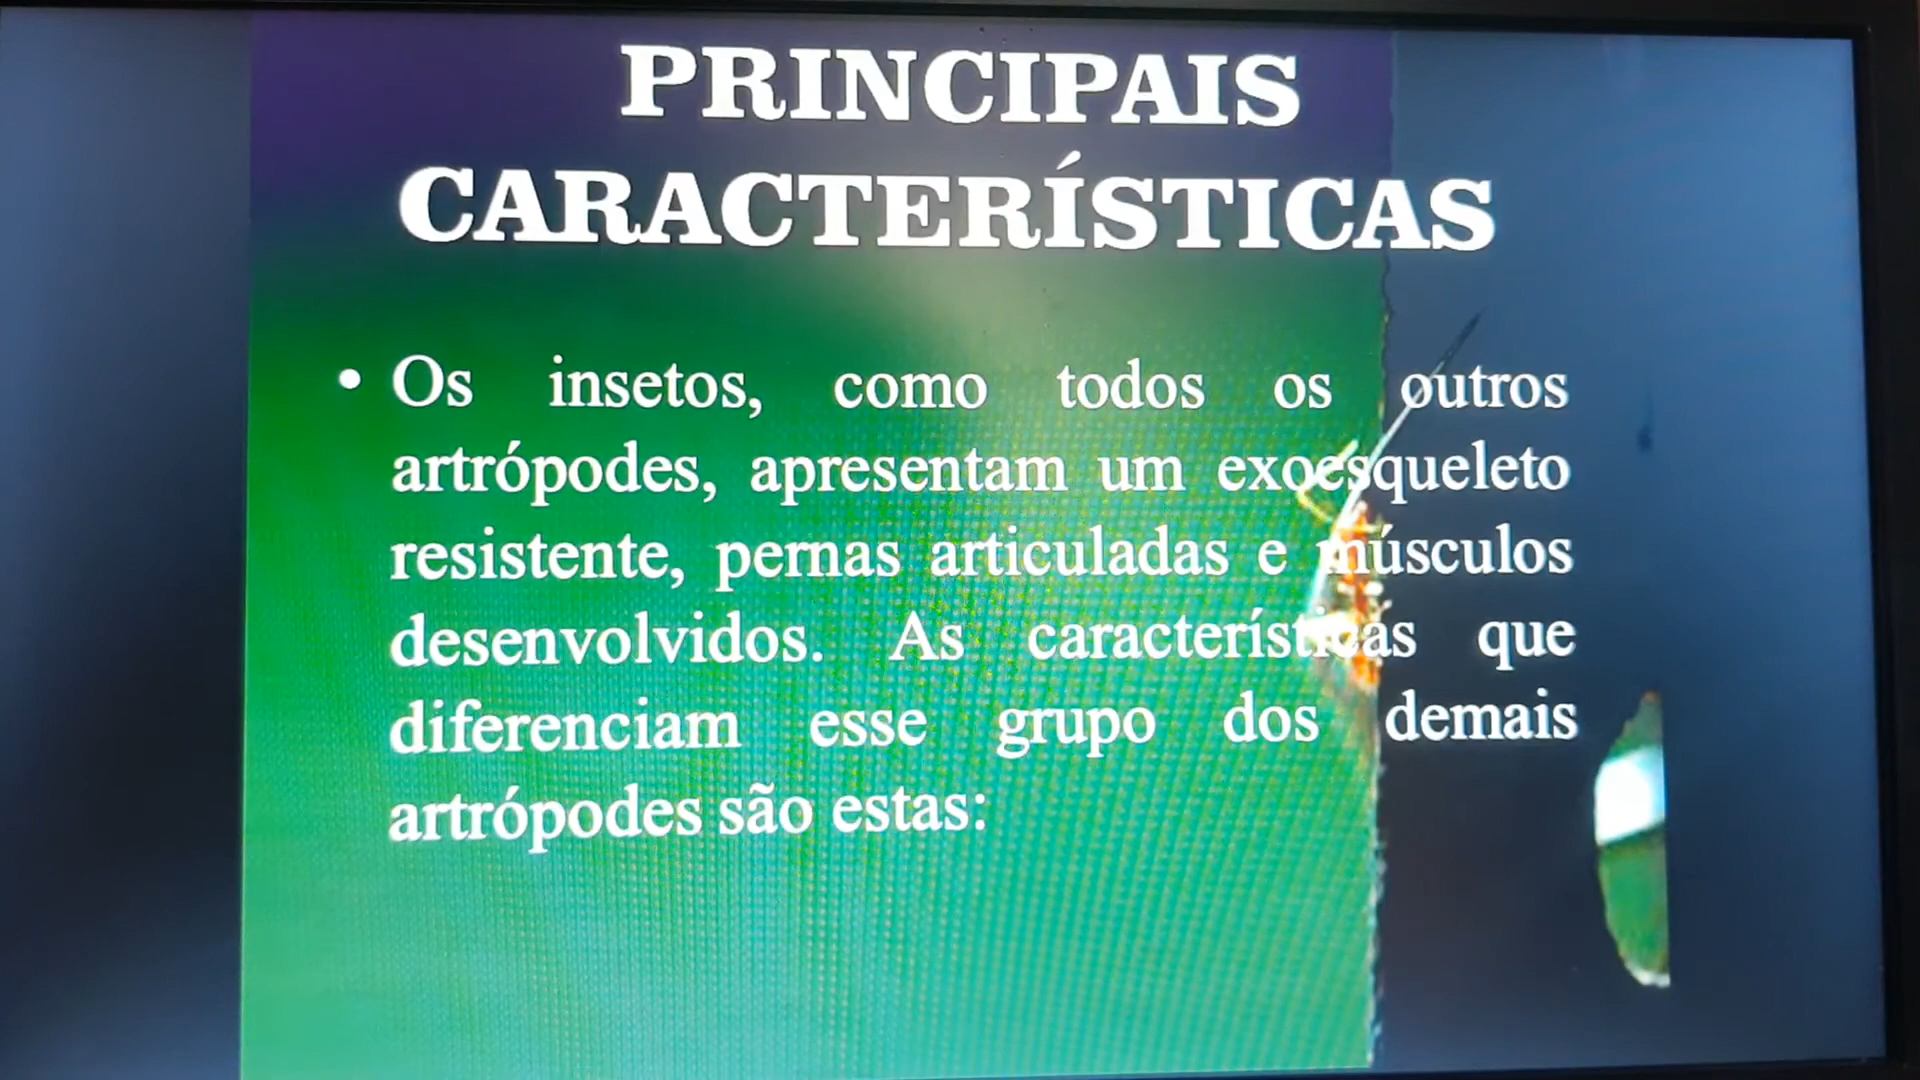 PRINCIPAIS
CARACTERÍSTICAS
• Os insetos, como todos os outros
artrópodes, apresentam um exoesqueleto
resistente, pernas articuladas e músculos
desenvolvidos. As características que
diferenciam esse grupo dos demais
artrópodes são estas: